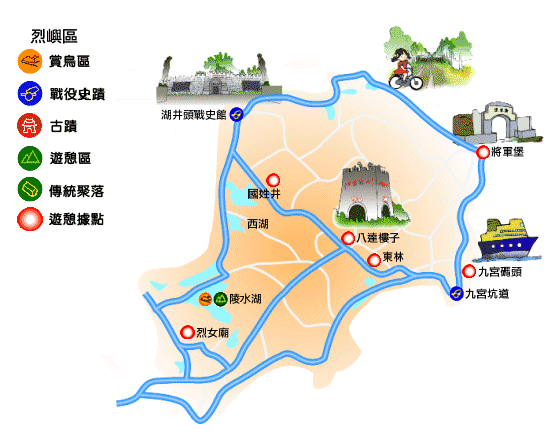 烈嶼區
賞鳥區
戰役史蹟
古蹟
遊憩區
傳統聚落
遊憩據點
湖井頭戰史館
將軍堡
國姓井
西湖
八達樓子
東林
九宮碼頭
九宮坑道
陵水湖
烈女廟